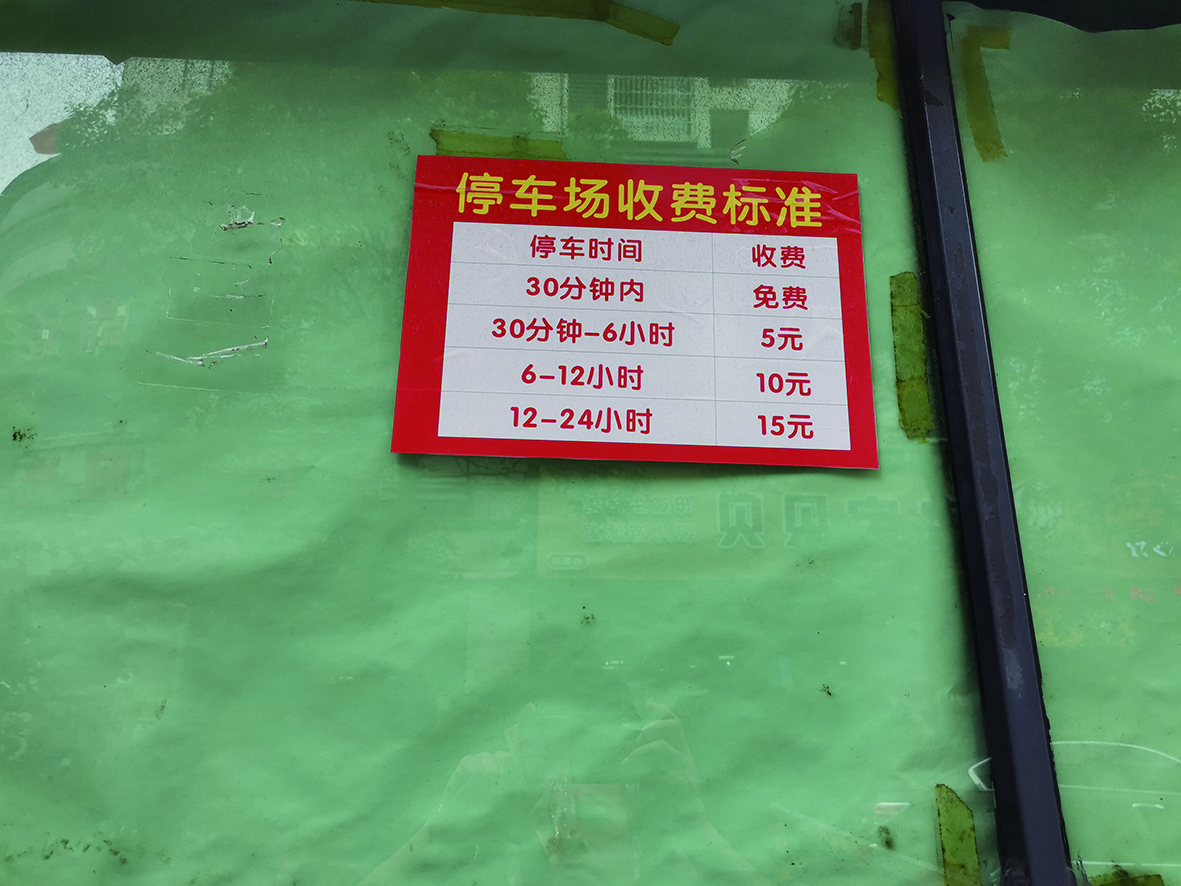 停车场收费标准
停车时间 收费
30分钟内 免费
30分钟-6小时 5元
6-12小时 10元
12-24小时 15元
贝贝